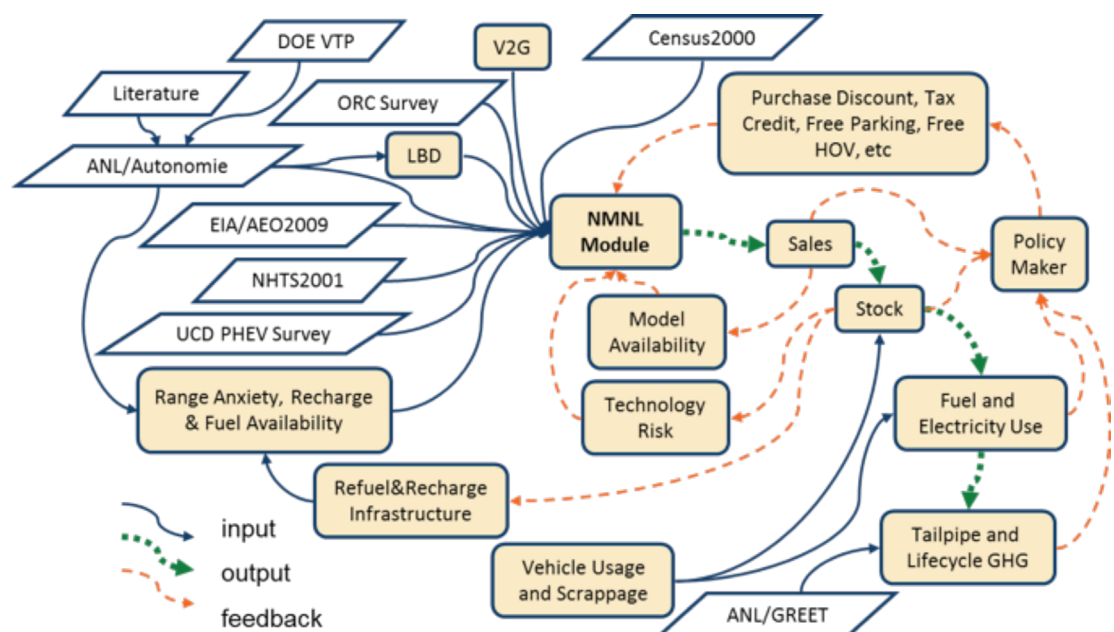 DOE VTP
V2G
Census2000
Literature
ORC Survey
Purchase Discount, Tax
Credit, Free Parking, Free
HOV, etc
ANL/Autonomie
LBD
EIA/AEO2009
NMNL
Module
Sales
Policy
Maker
NHTS2001
Stock
UCD PHEV Survey
Model
Availability
Range Anxiety, Recharge
& Fuel Availability
Technology
Risk
Fuel and
Electricity Use
Refuel&Recharge
Infrastructure
input
Tailpipe and
Lifecycle GHG
output
Vehicle Usage
and Scrappage
feedback
ANL/GREET